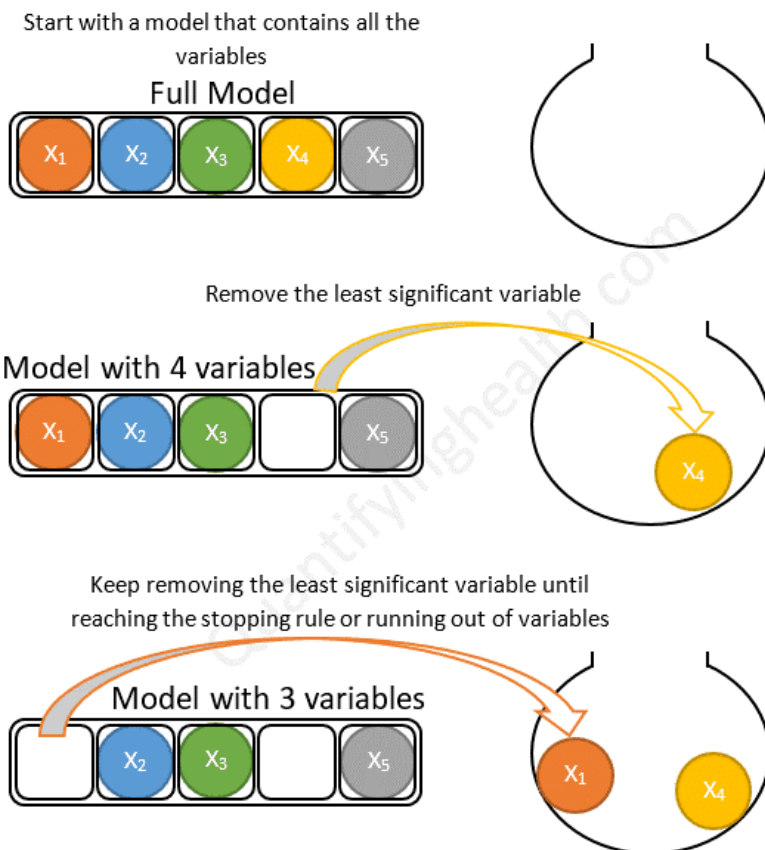 Start with a model that contains all the
variables
Full Model
X₁ X₂ X₃ X₄ X₅
Remove the least significant variable
Model with 4 variables
X₁ X₂ X₃ X₅
X₄
Keep removing the least significant variable until
reaching the stopping rule or running out of variables
Model with 3 variables
X₂ X₃ X₅
X₁ X₄
Quantifyinghealth.com